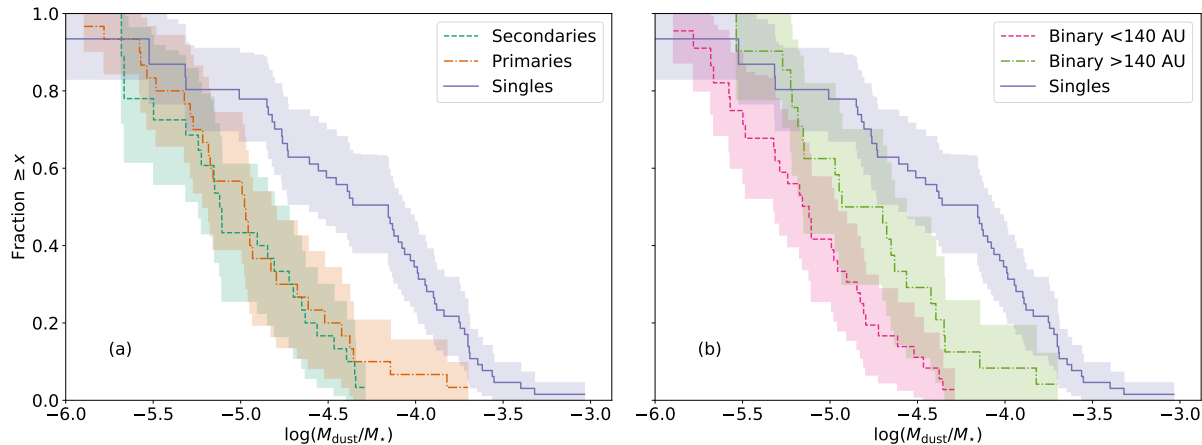 1.0
0.8
0.6
0.4
0.2
0.0
Fraction ≥ x
Secondaries
Primaries
Singles
(a)
−6.0 −5.5 −5.0 −4.5 −4.0 −3.5 −3.0
log(M_dust/M⋆)
Binary <140 AU
Binary >140 AU
Singles
(b)
−6.0 −5.5 −5.0 −4.5 −4.0 −3.5 −3.0
log(M_dust/M⋆)